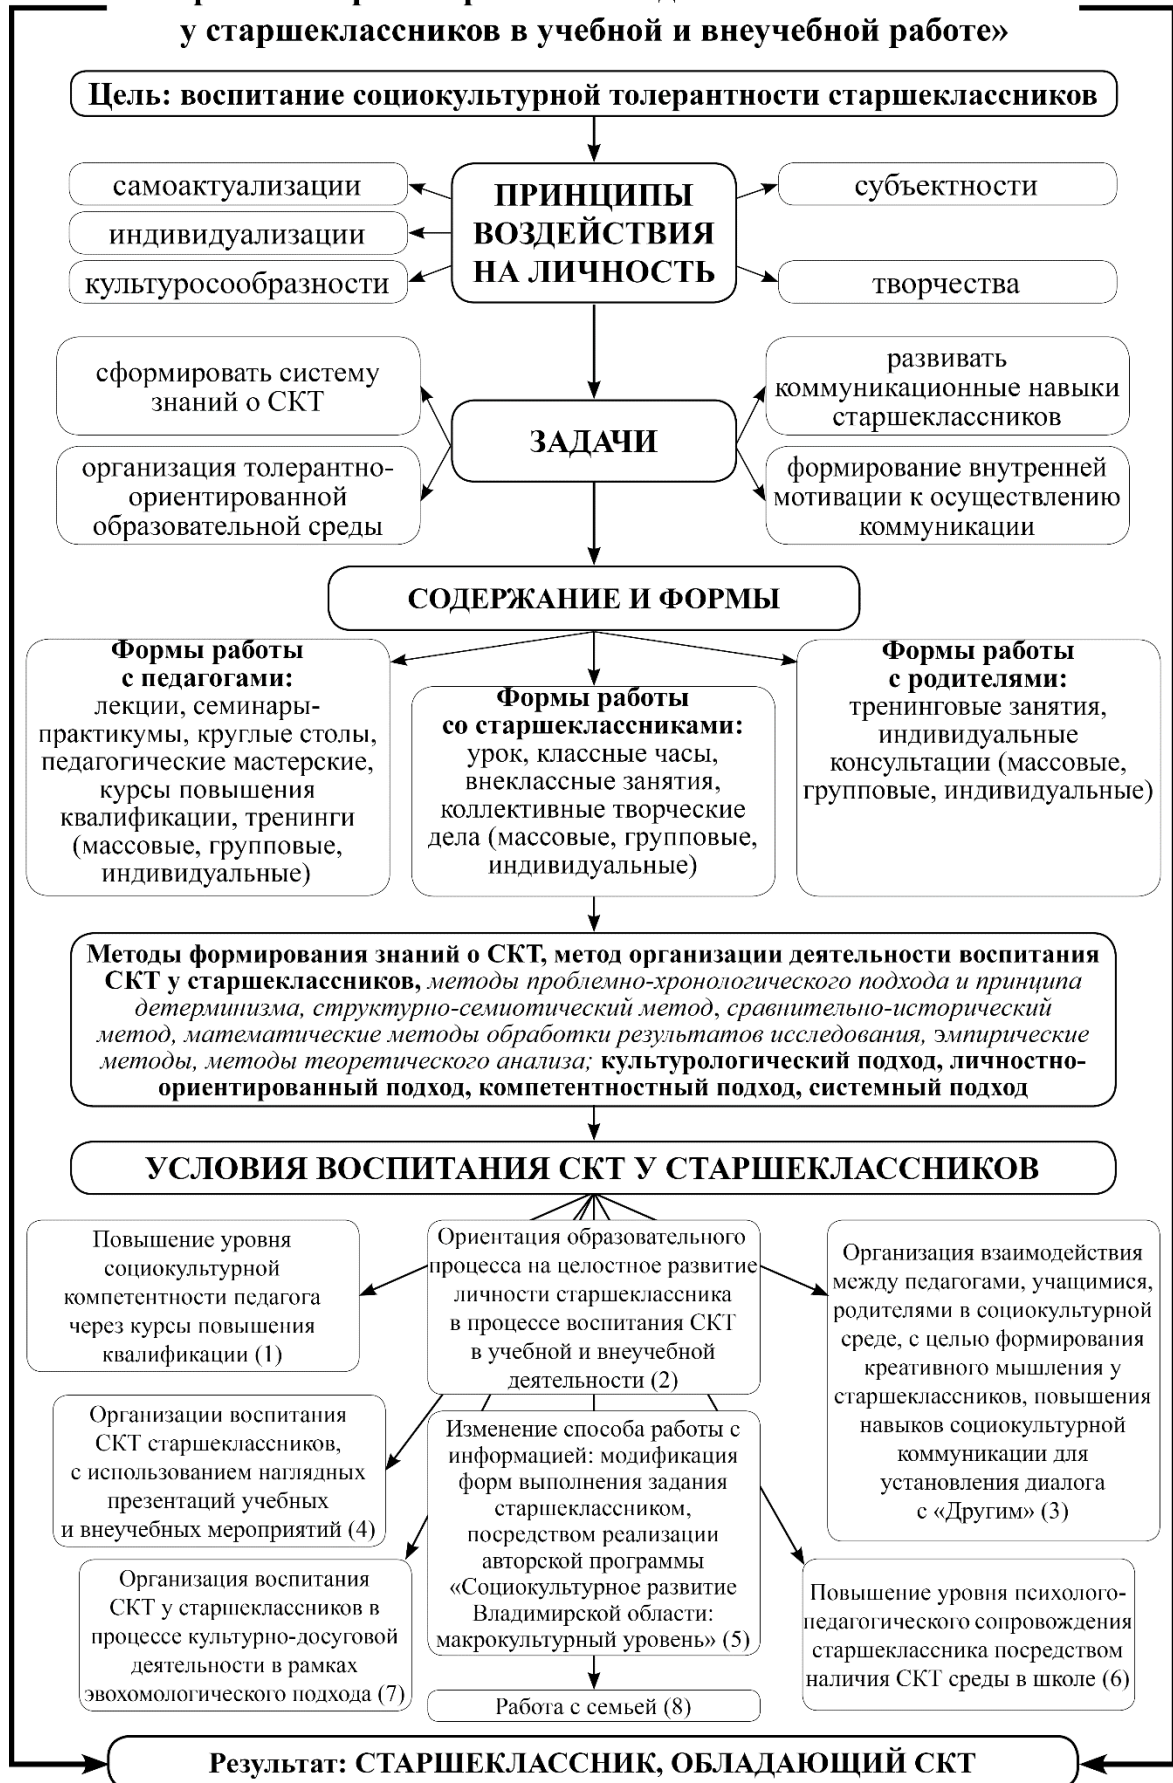 у старшеклассников в учебной и внеучебной работе»
Цель: воспитание социокультурной толерантности старшеклассников
ПРИНЦИПЫ
ВОЗДЕЙСТВИЯ
НА ЛИЧНОСТЬ
самоактуализации
индивидуализации
культуросообразности
субъектности
творчества
сформировать систему
знаний о СКТ
организация толерантно-
ориентированной
образовательной среды
ЗАДАЧИ
развивать
коммуникационные навыки
старшеклассников
формирование внутренней
мотивации к осуществлению
коммуникации
СОДЕРЖАНИЕ И ФОРМЫ
Формы работы
с педагогами:
лекции, семинары-
практикумы, круглые столы,
педагогические мастерские,
курсы повышения
квалификации, тренинги
(массовые, групповые,
индивидуальные)
Формы работы
со старшеклассниками:
урок, классные часы,
внеклассные занятия,
коллективные творческие
дела (массовые, групповые,
индивидуальные)
Формы работы
с родителями:
тренинговые занятия,
индивидуальные
консультации (массовые,
групповые, индивидуальные)
Методы формирования знаний о СКТ, метод организации деятельности воспитания
СКТ у старшеклассников, методы проблемно-хронологического подхода и принципа
детерминизма, структурно-семиотический метод, сравнительно-исторический
метод, математические методы обработки результатов исследования, эмпирические
методы, методы теоретического анализа; культурологический подход, личностно-
ориентированный подход, компетентностный подход, системный подход
УСЛОВИЯ ВОСПИТАНИЯ СКТ У СТАРШЕКЛАССНИКОВ
Повышение уровня
социокультурной
компетентности педагога
через курсы повышения
квалификации (1)
Ориентация образовательного
процесса на целостное развитие
личности старшеклассника
в процессе воспитания СКТ
в учебной и внеучебной
деятельности (2)
Организация взаимодействия
между педагогами, учащимися,
родителями в социокультурной
среде, с целью формирования
креативного мышления у
старшеклассников, повышения
навыков социокультурной
коммуникации для
установления диалога
с «Другим» (3)
Организации воспитания
СКТ старшеклассников,
с использованием наглядных
презентаций учебных
и внеучебных мероприятий (4)
Изменение способа работы с
информацией: модификация
форм выполнения задания
старшеклассником,
посредством реализации
авторской программы
«Социокультурное развитие
Владимирской области:
макрокультурный уровень» (5)
Повышение уровня психолого-
педагогического сопровождения
старшеклассника посредством
наличия СКТ среды в школе (6)
Организация воспитания
СКТ у старшеклассников в
процессе культурно-досуговой
деятельности в рамках
эвохомологического подхода (7)
Работа с семьей (8)
Результат: СТАРШЕКЛАССНИК, ОБЛАДАЮЩИЙ СКТ